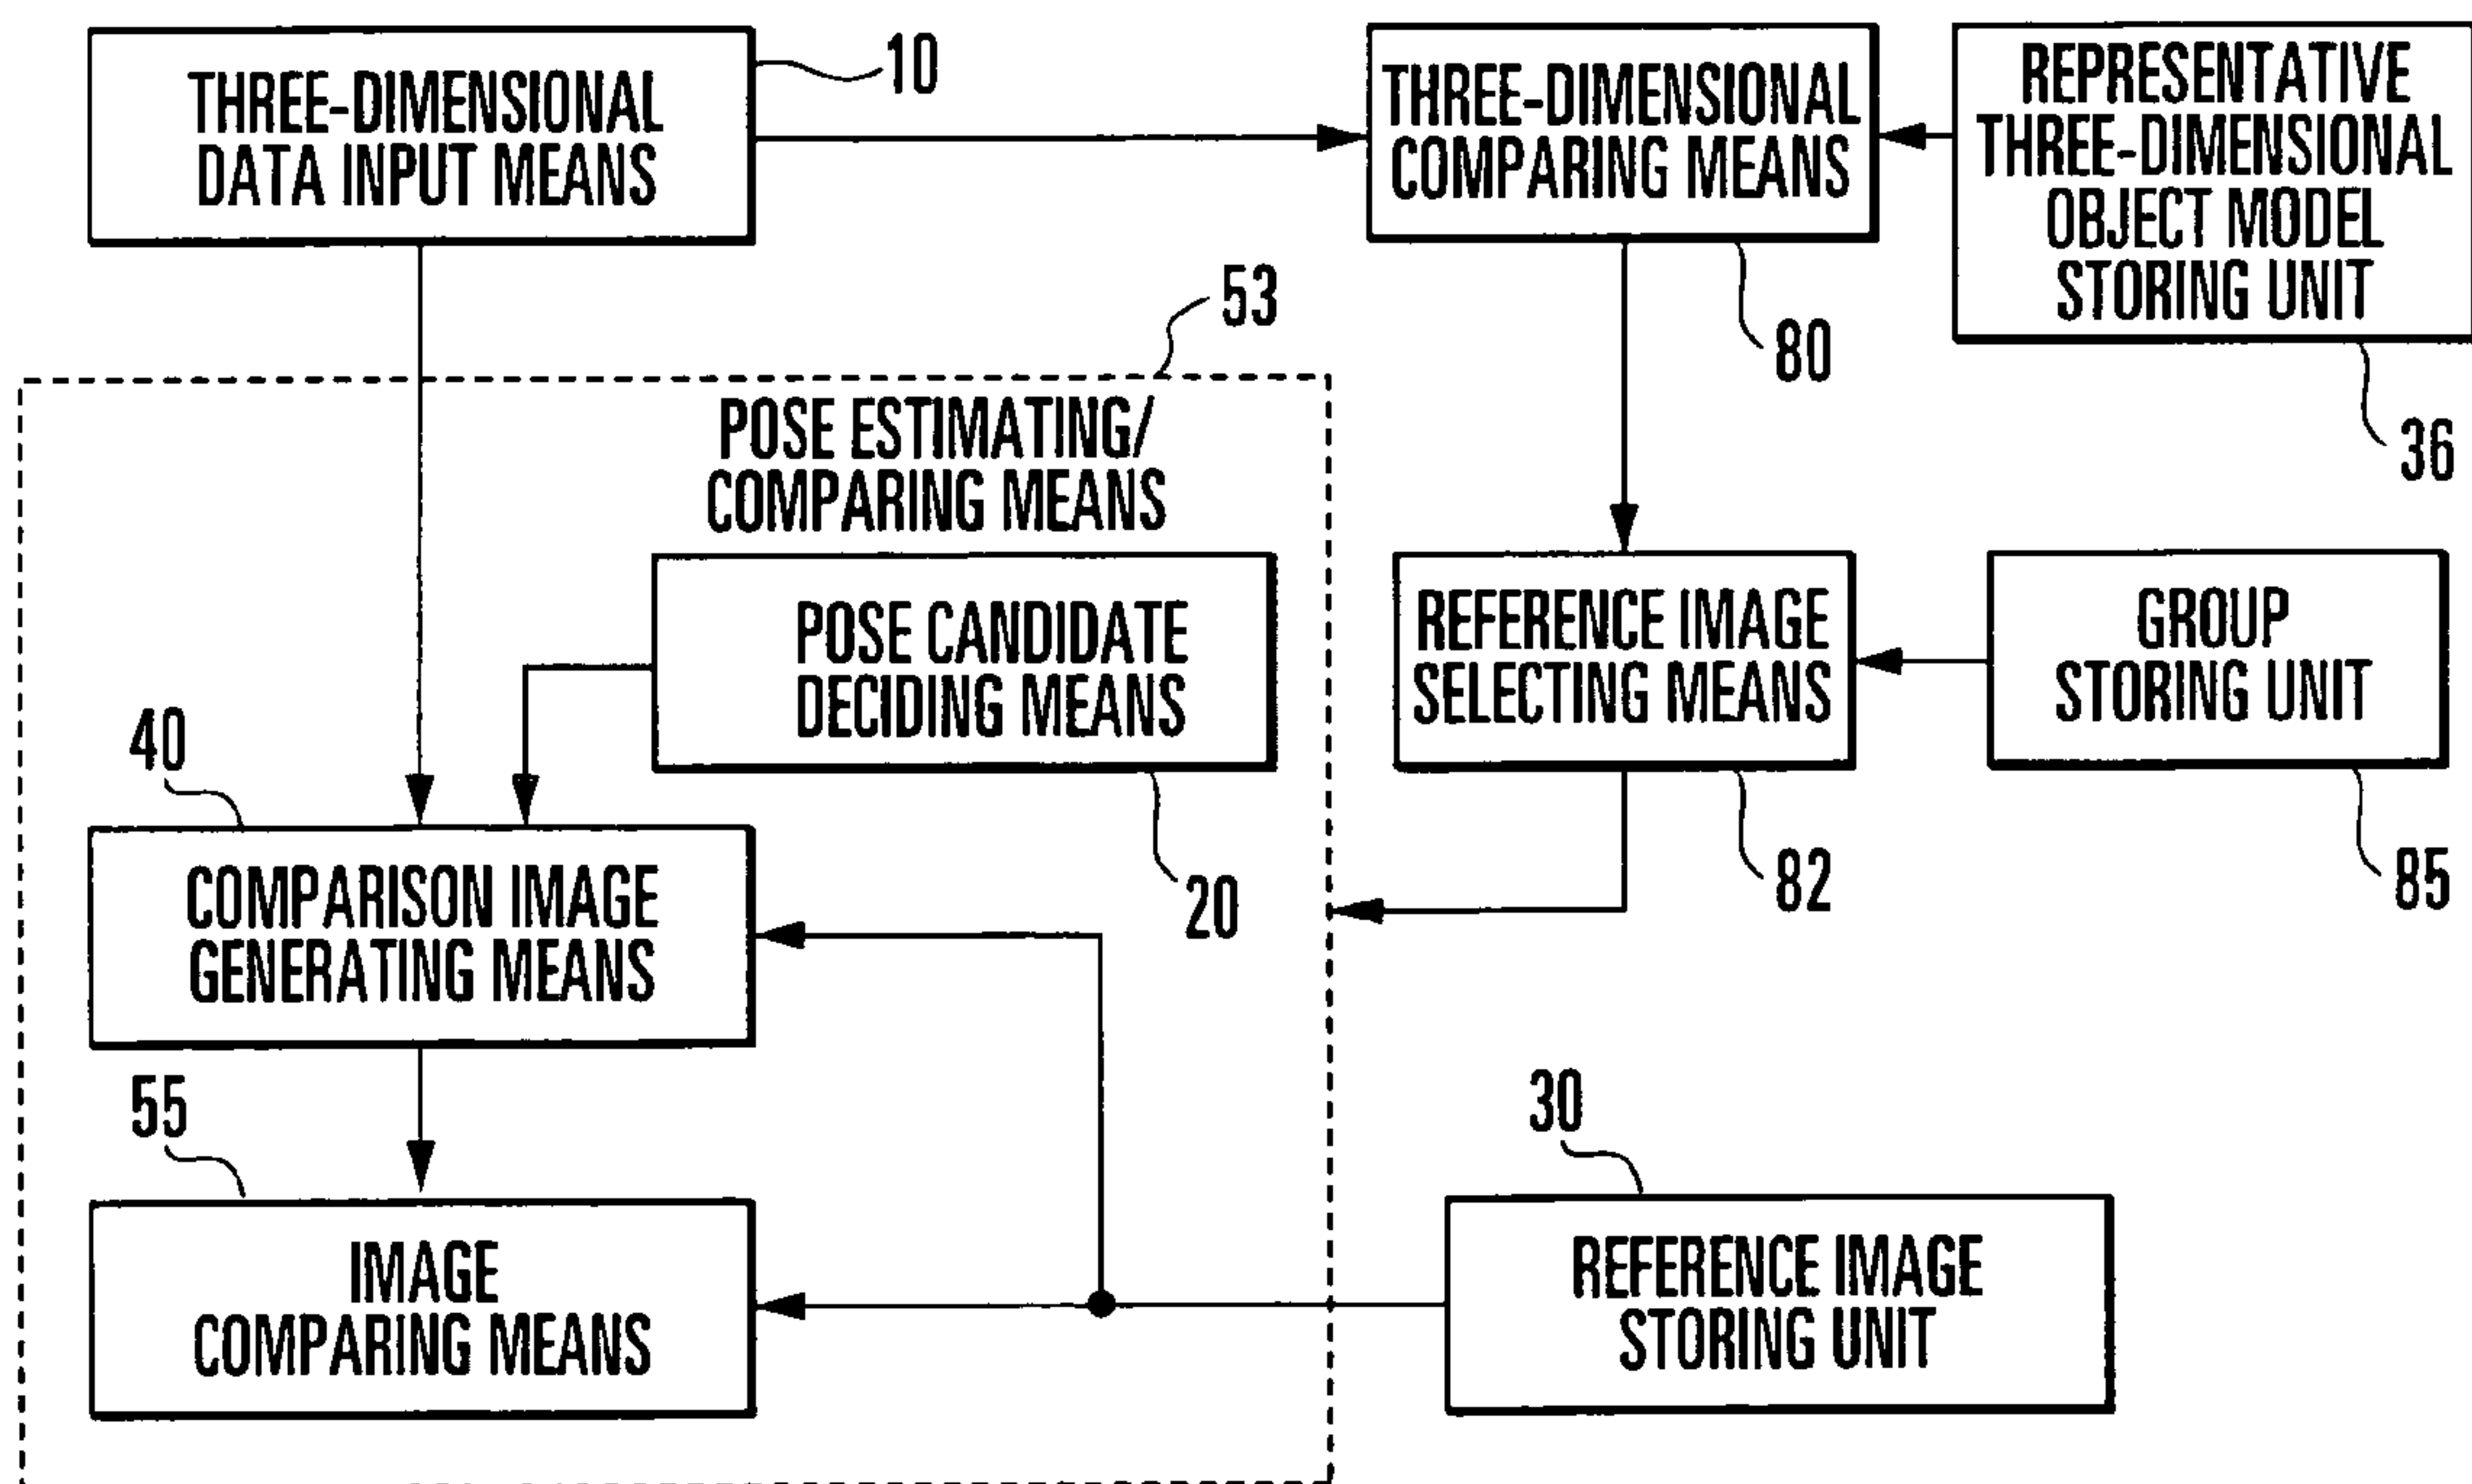 THREE-DIMENSIONAL
DATA INPUT MEANS
10
THREE-DIMENSIONAL
COMPARING MEANS
80
REPRESENTATIVE
THREE-DIMENSIONAL
OBJECT MODEL
STORING UNIT
36
53
POSE ESTIMATING/
COMPARING MEANS
POSE CANDIDATE
DECIDING MEANS
20
REFERENCE IMAGE
SELECTING MEANS
82
GROUP
STORING UNIT
85
40
COMPARISON IMAGE
GENERATING MEANS
55
IMAGE
COMPARING MEANS
30
REFERENCE IMAGE
STORING UNIT